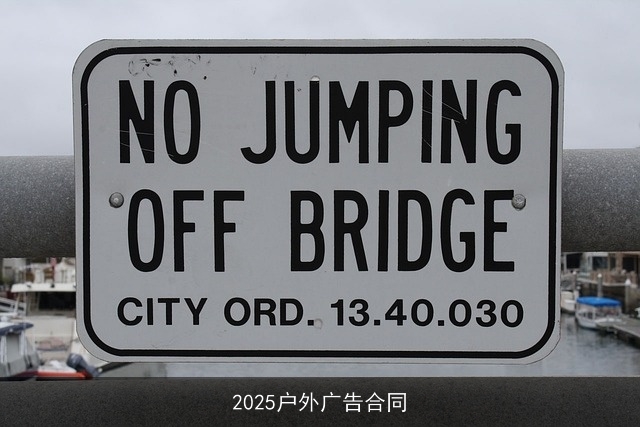 NO JUMPING
OFF BRIDGE
CITY ORD. 13.40.030
2025户外广告合同